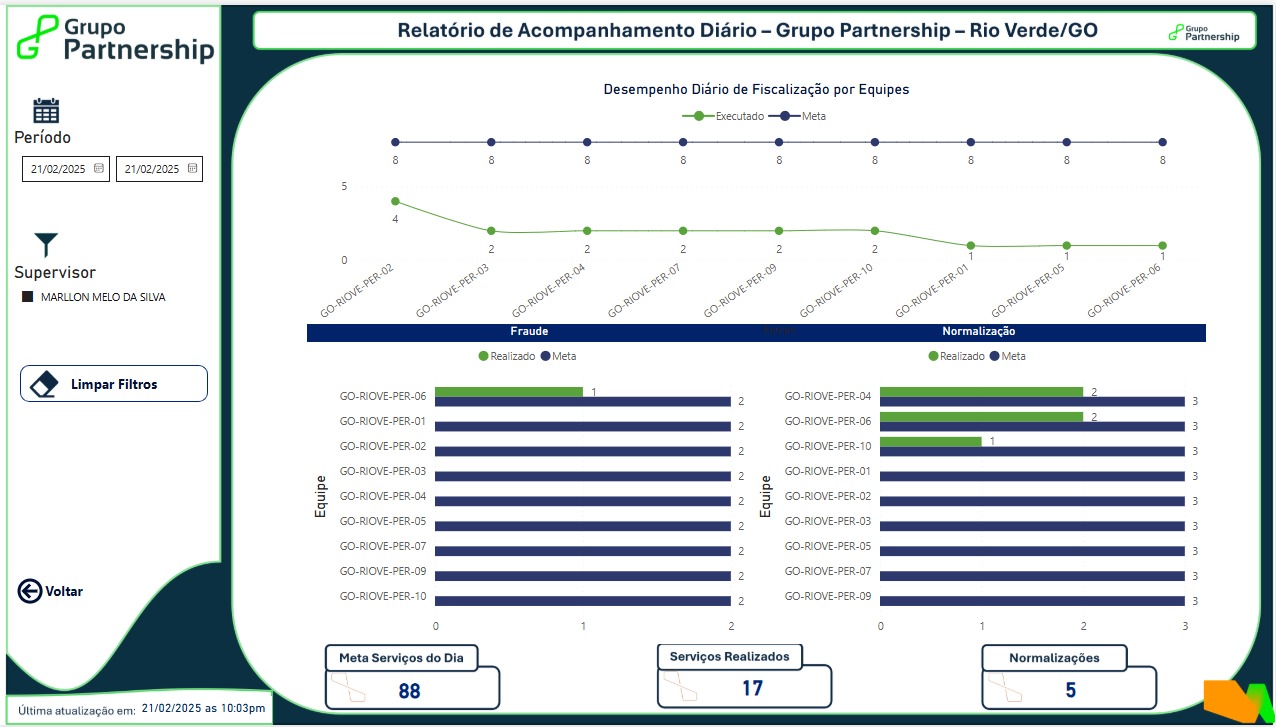 Grupo
Partnership
Relatório de Acompanhamento Diário – Grupo Partnership – Rio Verde/GO
Grupo
Partnership
Período
21/02/2025
21/02/2025
Supervisor
MARLLON MELO DA SILVA
Limpar Filtros
Voltar
Última atualização em: 21/02/2025 as 10:03pm
Desempenho Diário de Fiscalização por Equipes
Executado Meta
8 8 8 8 8 8 8 8 8
5
4
2 2 2 2 2 1 1 1
0
GO-RIOVE-PER-02 GO-RIOVE-PER-03 GO-RIOVE-PER-04 GO-RIOVE-PER-07 GO-RIOVE-PER-09 GO-RIOVE-PER-10 GO-RIOVE-PER-01 GO-RIOVE-PER-05 GO-RIOVE-PER-06
Fraude
Realizado Meta
Equipe
GO-RIOVE-PER-06 1
2
GO-RIOVE-PER-01 2
GO-RIOVE-PER-02 2
GO-RIOVE-PER-03 2
GO-RIOVE-PER-04 2
GO-RIOVE-PER-05 2
GO-RIOVE-PER-07 2
GO-RIOVE-PER-09 2
GO-RIOVE-PER-10 2
0 1 2
Normalização
Realizado Meta
Equipe
GO-RIOVE-PER-04 2
3
GO-RIOVE-PER-06 2
3
GO-RIOVE-PER-10 1
3
GO-RIOVE-PER-01 3
GO-RIOVE-PER-02 3
GO-RIOVE-PER-03 3
GO-RIOVE-PER-05 3
GO-RIOVE-PER-07 3
GO-RIOVE-PER-09 3
0 1 2 3
Meta Serviços do Dia
88
Serviços Realizados
17
Normalizações
5